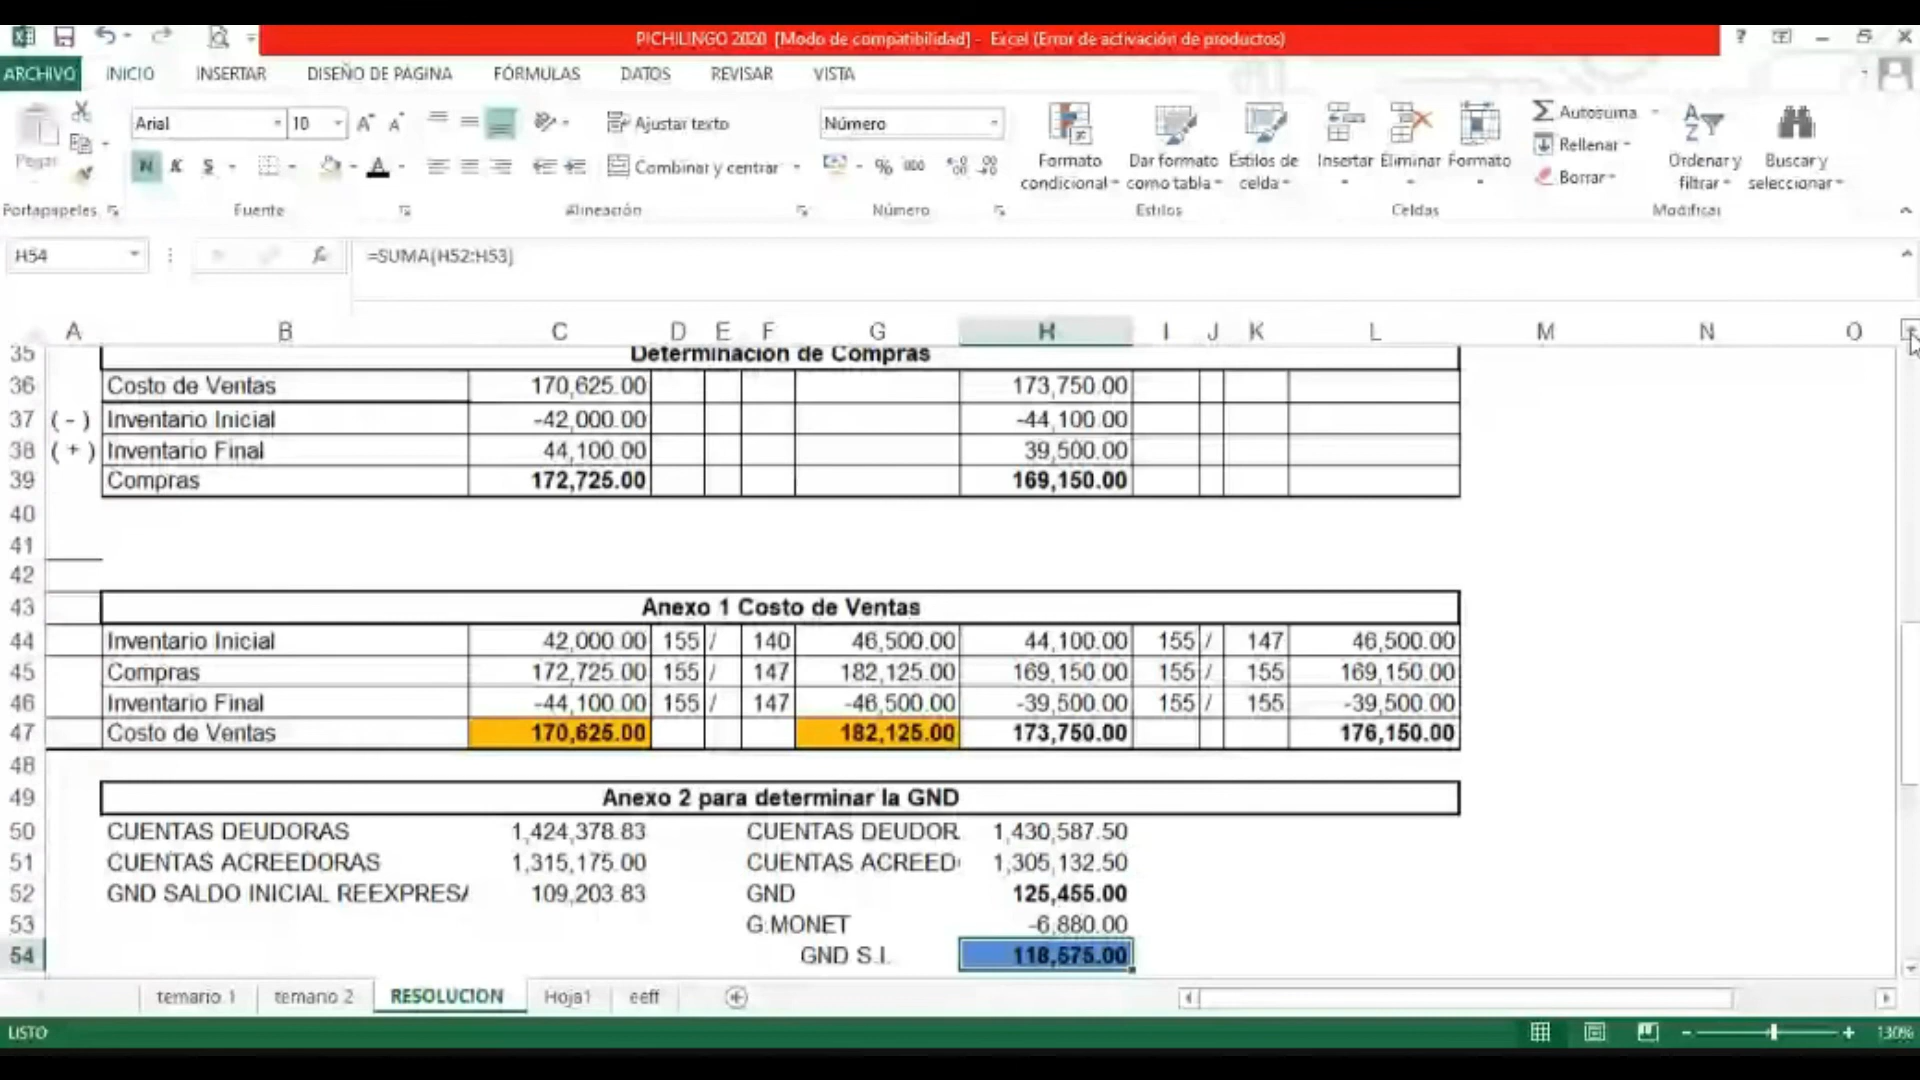 PICHILINGO 2020 [Modo de compatibilidad] - Excel (Error de activación de productos)
ARCHIVO INICIO INSERTAR DISEÑO DE PÁGINA FÓRMULAS DATOS REVISAR VISTA
Arial 10 Ajustar texto Número Autosuma
Pegar Rellenar
N K S Combinar y centrar % 000 Formato condicional Dar formato como tabla Estilos de celda Insertar Eliminar Formato Borrar Ordenar y filtrar Buscar y seleccionar
Portapapeles Fuente Alineación Número Estilos Celdas Modificar
H54 fx =SUMA(H52:H53)
A B C D E F G H I J K L M N O
35 Determinacion de Compras
36 Costo de Ventas 170,625.00 173,750.00
37 ( - ) Inventario Inicial -42,000.00 -44,100.00
38 ( + ) Inventario Final 44,100.00 39,500.00
39 Compras 172,725.00 169,150.00
40
41
42
43 Anexo 1 Costo de Ventas
44 Inventario Inicial 42,000.00 155 / 140 46,500.00 44,100.00 155 / 147 46,500.00
45 Compras 172,725.00 155 / 147 182,125.00 169,150.00 155 / 155 169,150.00
46 Inventario Final -44,100.00 155 / 147 -46,500.00 -39,500.00 155 / 155 -39,500.00
47 Costo de Ventas 170,625.00 182,125.00 173,750.00 176,150.00
48
49 Anexo 2 para determinar la GND
50 CUENTAS DEUDORAS 1,424,378.83 CUENTAS DEUDOR 1,430,587.50
51 CUENTAS ACREEDORAS 1,315,175.00 CUENTAS ACREED 1,305,132.50
52 GND SALDO INICIAL REEXPRESA 109,203.83 GND 125,455.00
53 G:MONET -6,880.00
54 GND S.I. 118,575.00
temario 1 temario 2 RESOLUCION Hoja1 eeff
LISTO 130%